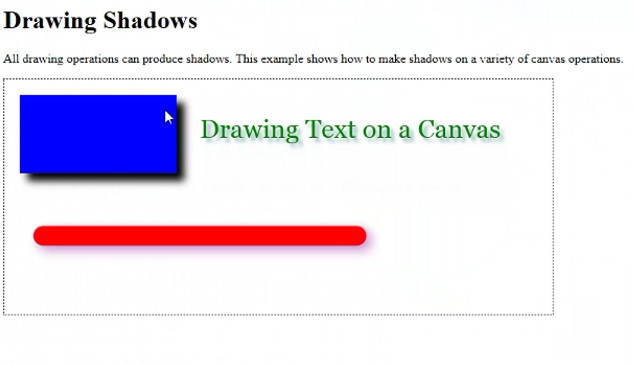 Drawing Shadows
All drawing operations can produce shadows. This example shows how to make shadows on a variety of canvas operations.
Drawing Text on a Canvas